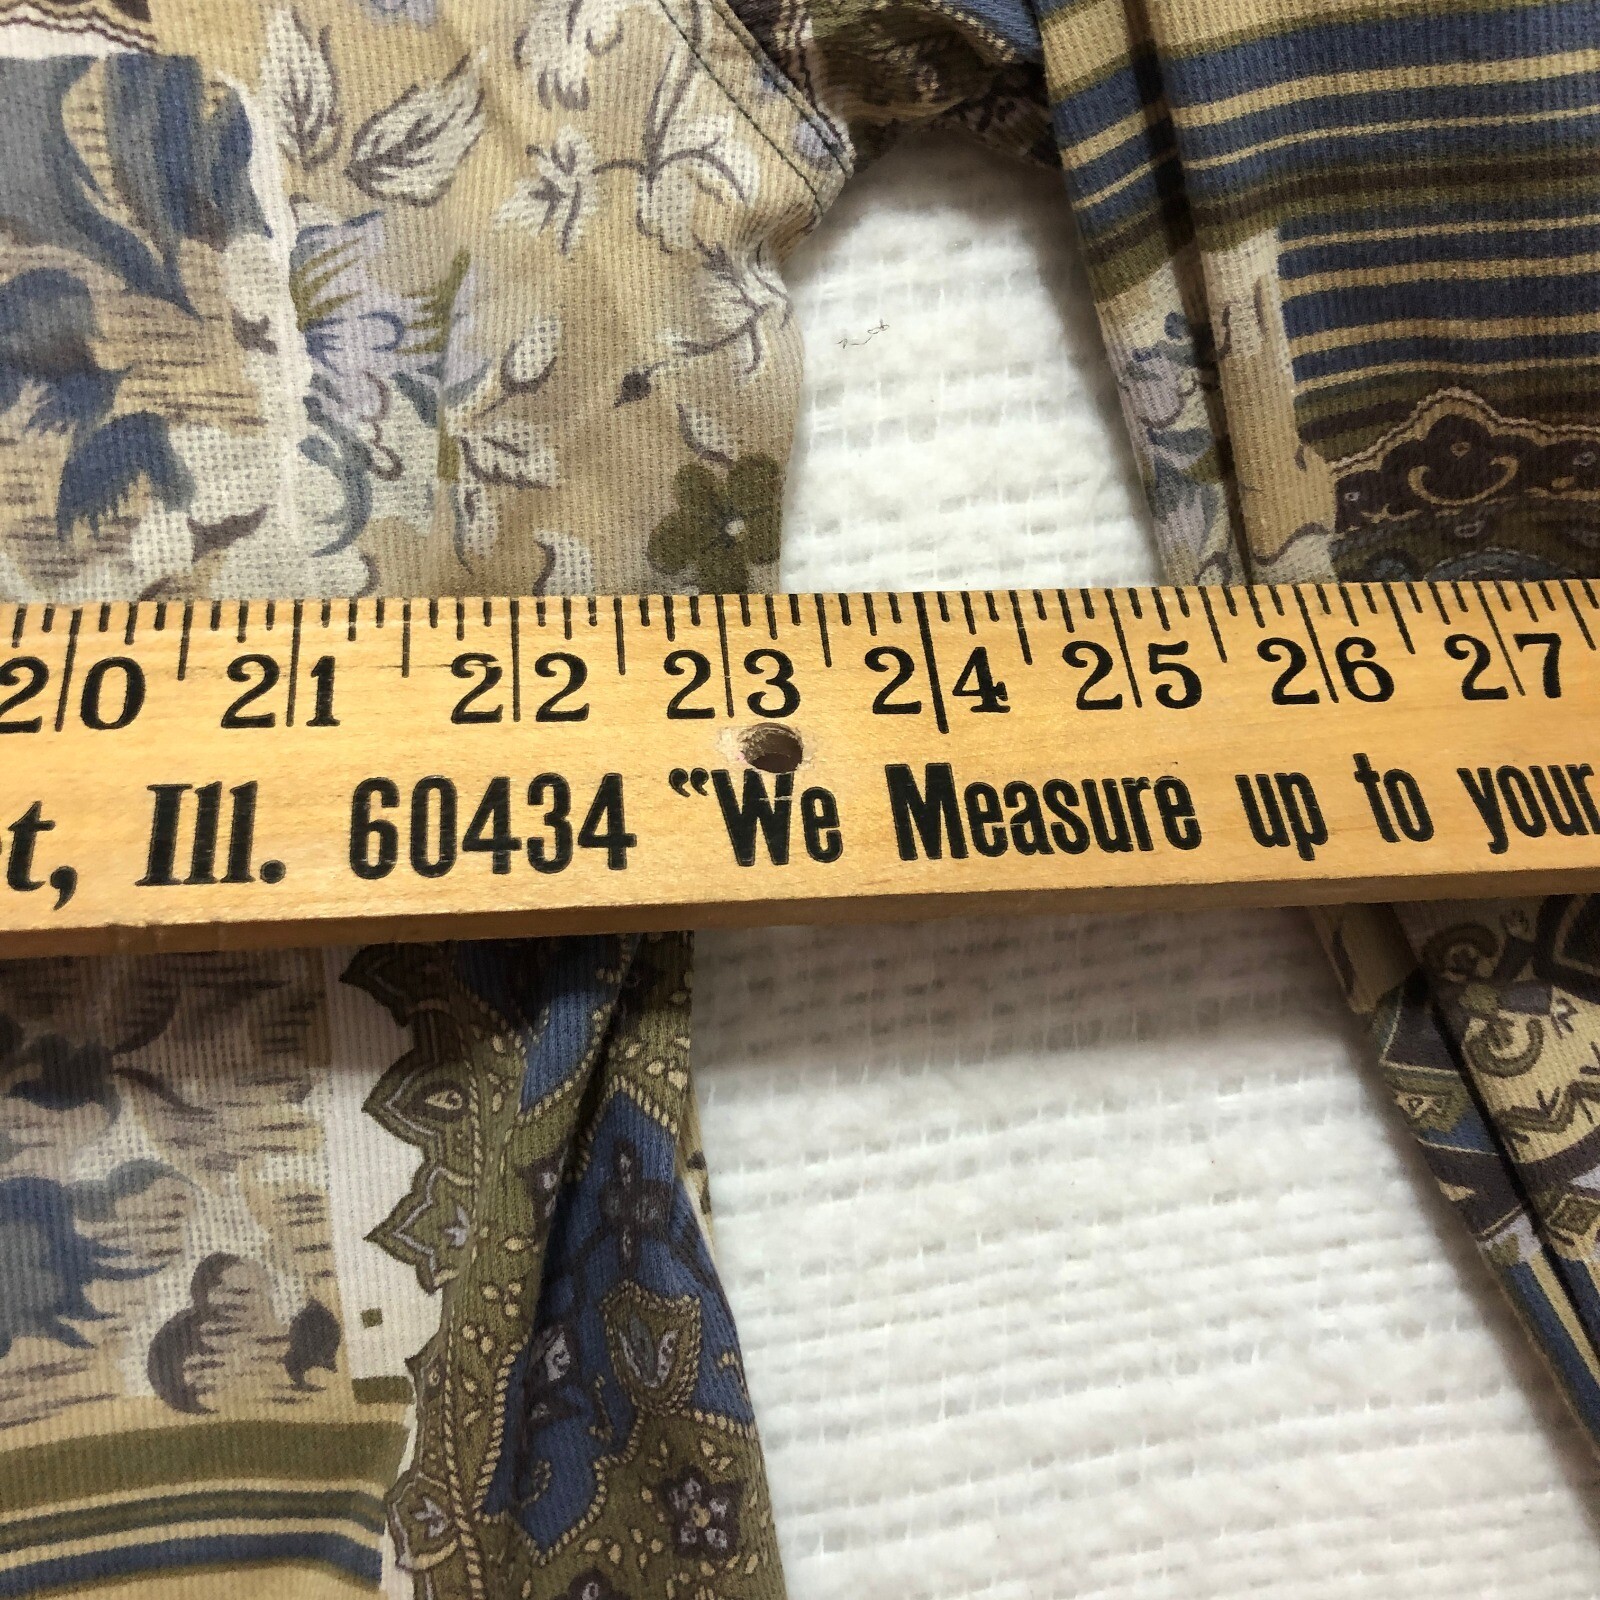 20 21 22 23 24 25 26 27
t, Ill. 60434 "We Measure up to your